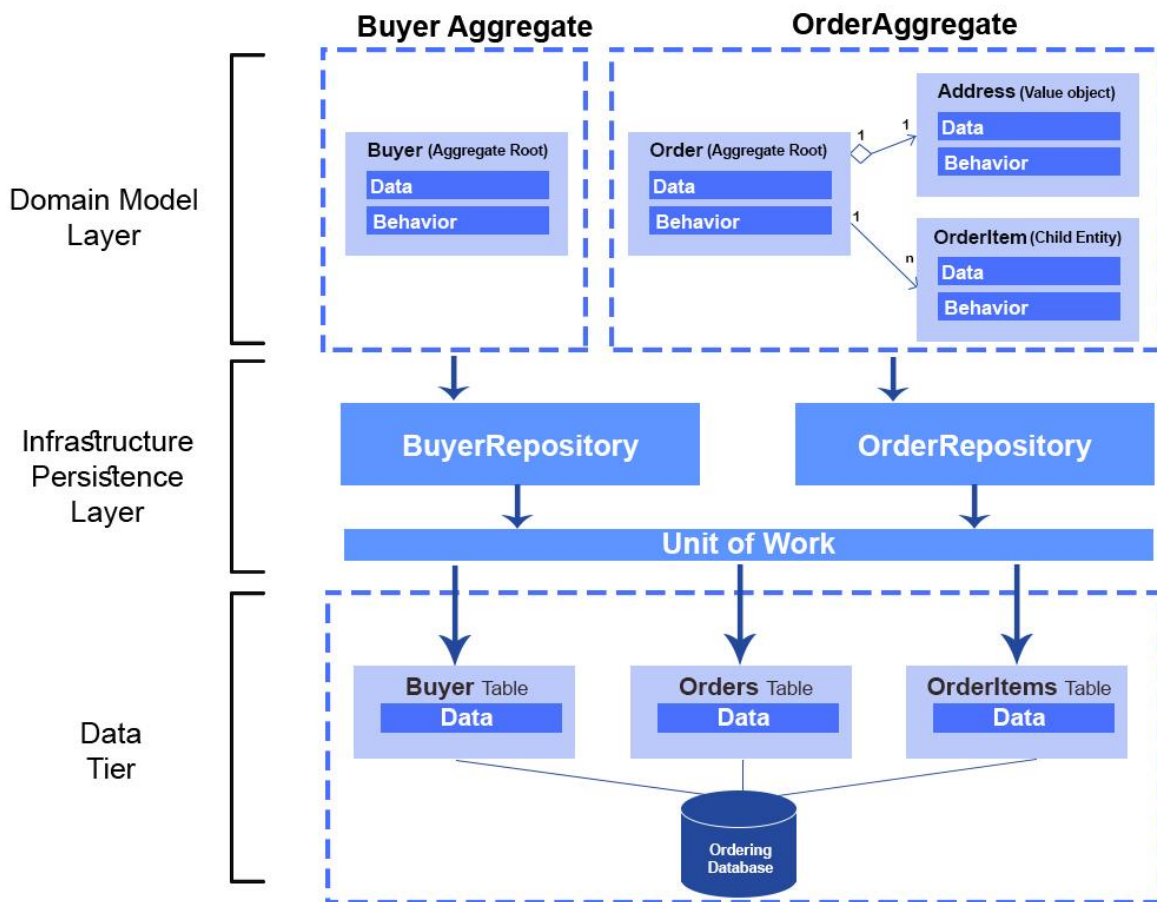 Buyer Aggregate
OrderAggregate
Domain Model
Layer
Buyer (Aggregate Root)
Data
Behavior
Order (Aggregate Root)
Data
Behavior
1
1
1
n
Address (Value object)
Data
Behavior
OrderItem (Child Entity)
Data
Behavior
Infrastructure
Persistence
Layer
BuyerRepository
OrderRepository
Unit of Work
Data
Tier
Buyer Table
Data
Orders Table
Data
OrderItems Table
Data
Ordering
Database